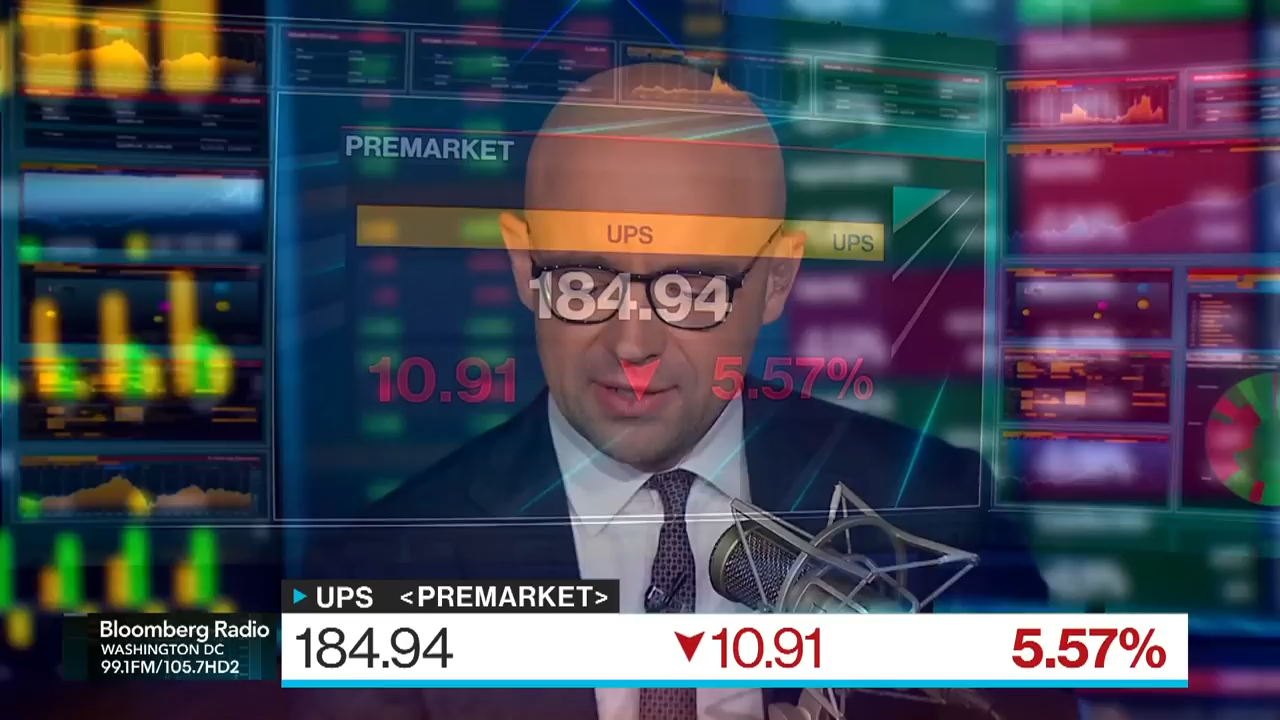 PREMARKET
UPS
UPS
184.94
10.91 ▼ 5.57%
UPS <PREMARKET>
Bloomberg Radio
WASHINGTON DC
99.1FM/105.7HD2
184.94 ▼10.91 5.57%